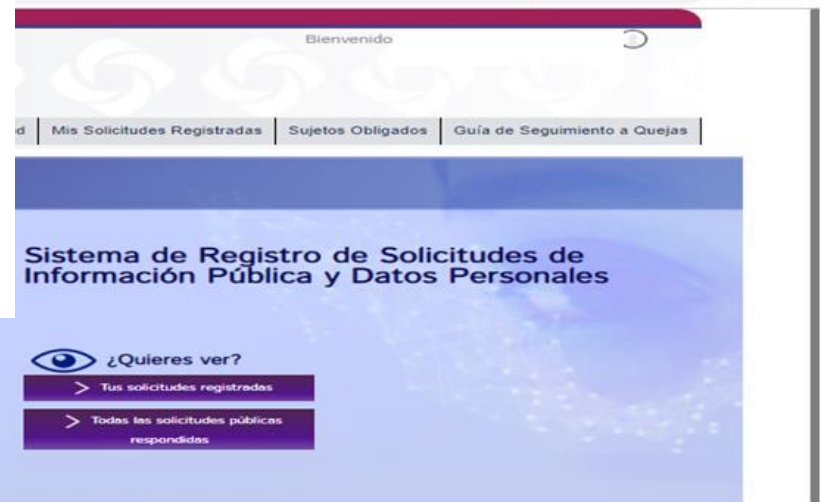 Bienvenido
d Mis Solicitudes Registradas Sujetos Obligados Guía de Seguimiento a Quejas
Sistema de Registro de Solicitudes de
Información Pública y Datos Personales
¿Quieres ver?
> Tus solicitudes registradas
> Todas las solicitudes públicas
respondidas